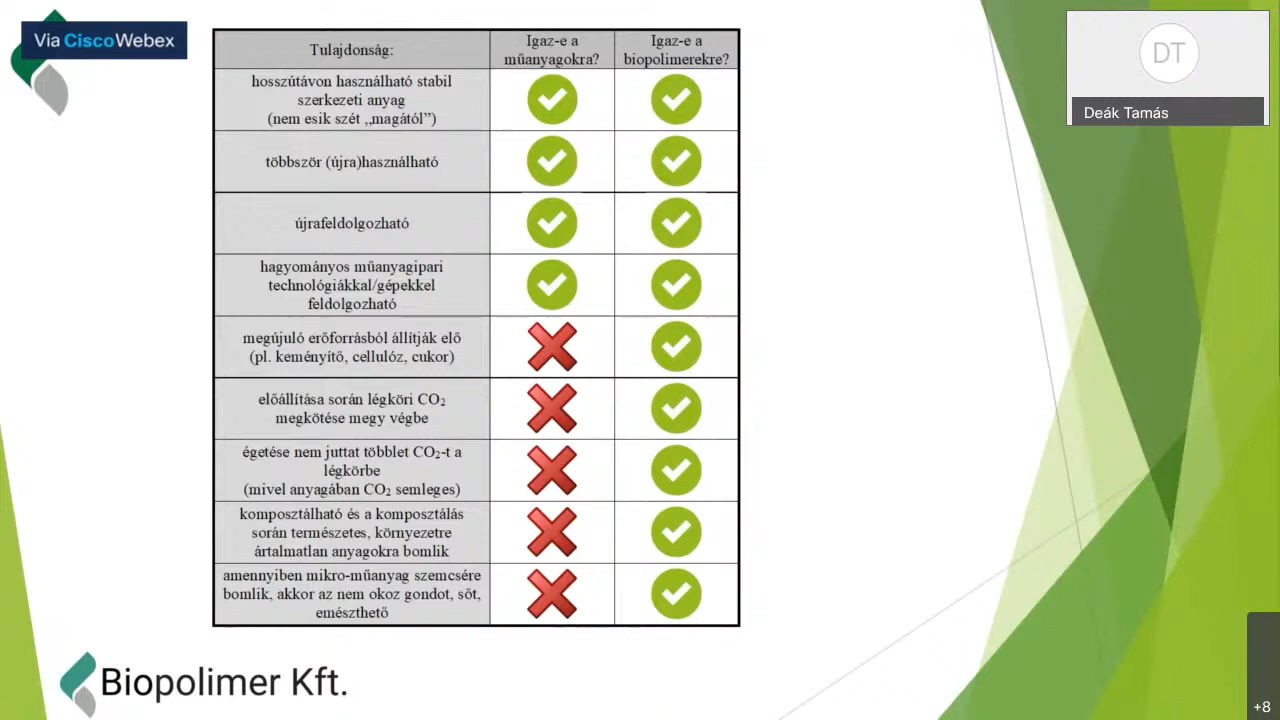 Via Cisco Webex
Tulajdonság:
Igaz-e a
műanyagokra?
Igaz-e a
biopolimerekre?
hosszútávon használható stabil
szerkezeti anyag
(nem esik szét „magától”)
többször (újra)használható
újrafeldolgozható
hagyományos műanyagipari
technológiákkal/gépekkel
feldolgozható
megújuló erőforrásból állítják elő
(pl. keményítő, cellulóz, cukor)
előállítása során légköri CO₂
megkötése megy végbe
égetése nem juttat többlet CO₂-t a
légkörbe
(mivel anyagában CO₂ semleges)
komposztálható és a komposztálás
során természetes, környezetre
ártalmatlan anyagokra bomlik
amennyiben mikro-műanyag szemcsére
bomlik, akkor az nem okoz gondot, sőt,
emészthető
Biopolimer Kft.
DT
Deák Tamás
+8